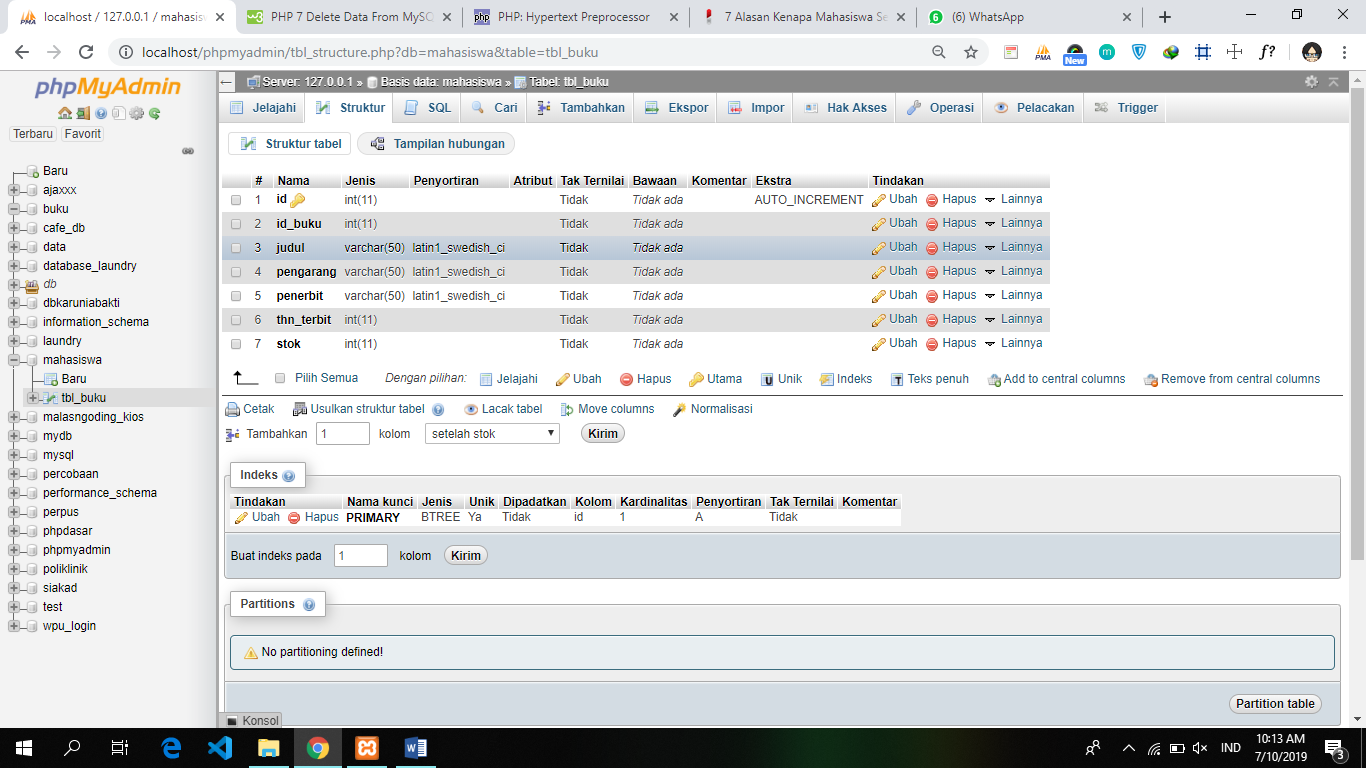 localhost / 127.0.0.1 / mahasis
PHP 7 Delete Data From MySQ
PHP: Hypertext Preprocessor
7 Alasan Kenapa Mahasiswa Se
(6) WhatsApp
localhost/phpmyadmin/tbl_structure.php?db=mahasiswa&table=tbl_buku
PMA
New
m
f?
phpMyAdmin
Terbaru Favorit
Baru
ajaxxx
buku
cafe_db
data
database_laundry
db
dbkaruniabakti
information_schema
laundry
mahasiswa
Baru
tbl_buku
malasngoding_kios
mydb
mysql
percobaan
performance_schema
perpus
phpdasar
phpmyadmin
poliklinik
siakad
test
wpu_login
Server: 127.0.0.1 » Basis data: mahasiswa » Tabel: tbl_buku
Jelajahi Struktur SQL Cari Tambahkan Ekspor Impor Hak Akses Operasi Pelacakan Trigger
Struktur tabel Tampilan hubungan
# Nama Jenis Penyortiran Atribut Tak Ternilai Bawaan Komentar Ekstra Tindakan
1 id int(11) Tidak Tidak ada AUTO_INCREMENT Ubah Hapus Lainnya
2 id_buku int(11) Tidak Tidak ada Ubah Hapus Lainnya
3 judul varchar(50) latin1_swedish_ci Tidak Tidak ada Ubah Hapus Lainnya
4 pengarang varchar(50) latin1_swedish_ci Tidak Tidak ada Ubah Hapus Lainnya
5 penerbit varchar(50) latin1_swedish_ci Tidak Tidak ada Ubah Hapus Lainnya
6 thn_terbit int(11) Tidak Tidak ada Ubah Hapus Lainnya
7 stok int(11) Tidak Tidak ada Ubah Hapus Lainnya
Pilih Semua Dengan pilihan: Jelajahi Ubah Hapus Utama Unik Indeks Teks penuh Add to central columns Remove from central columns
Cetak Usulkan struktur tabel Lacak tabel Move columns Normalisasi
Tambahkan 1 kolom setelah stok Kirim
Indeks
Tindakan Nama kunci Jenis Unik Dipadatkan Kolom Kardinalitas Penyortiran Tak Ternilai Komentar
Ubah Hapus PRIMARY BTREE Ya Tidak id 1 A Tidak
Buat indeks pada 1 kolom Kirim
Partitions
No partitioning defined!
Partition table
Konsol
IND
10:13 AM
7/10/2019
3